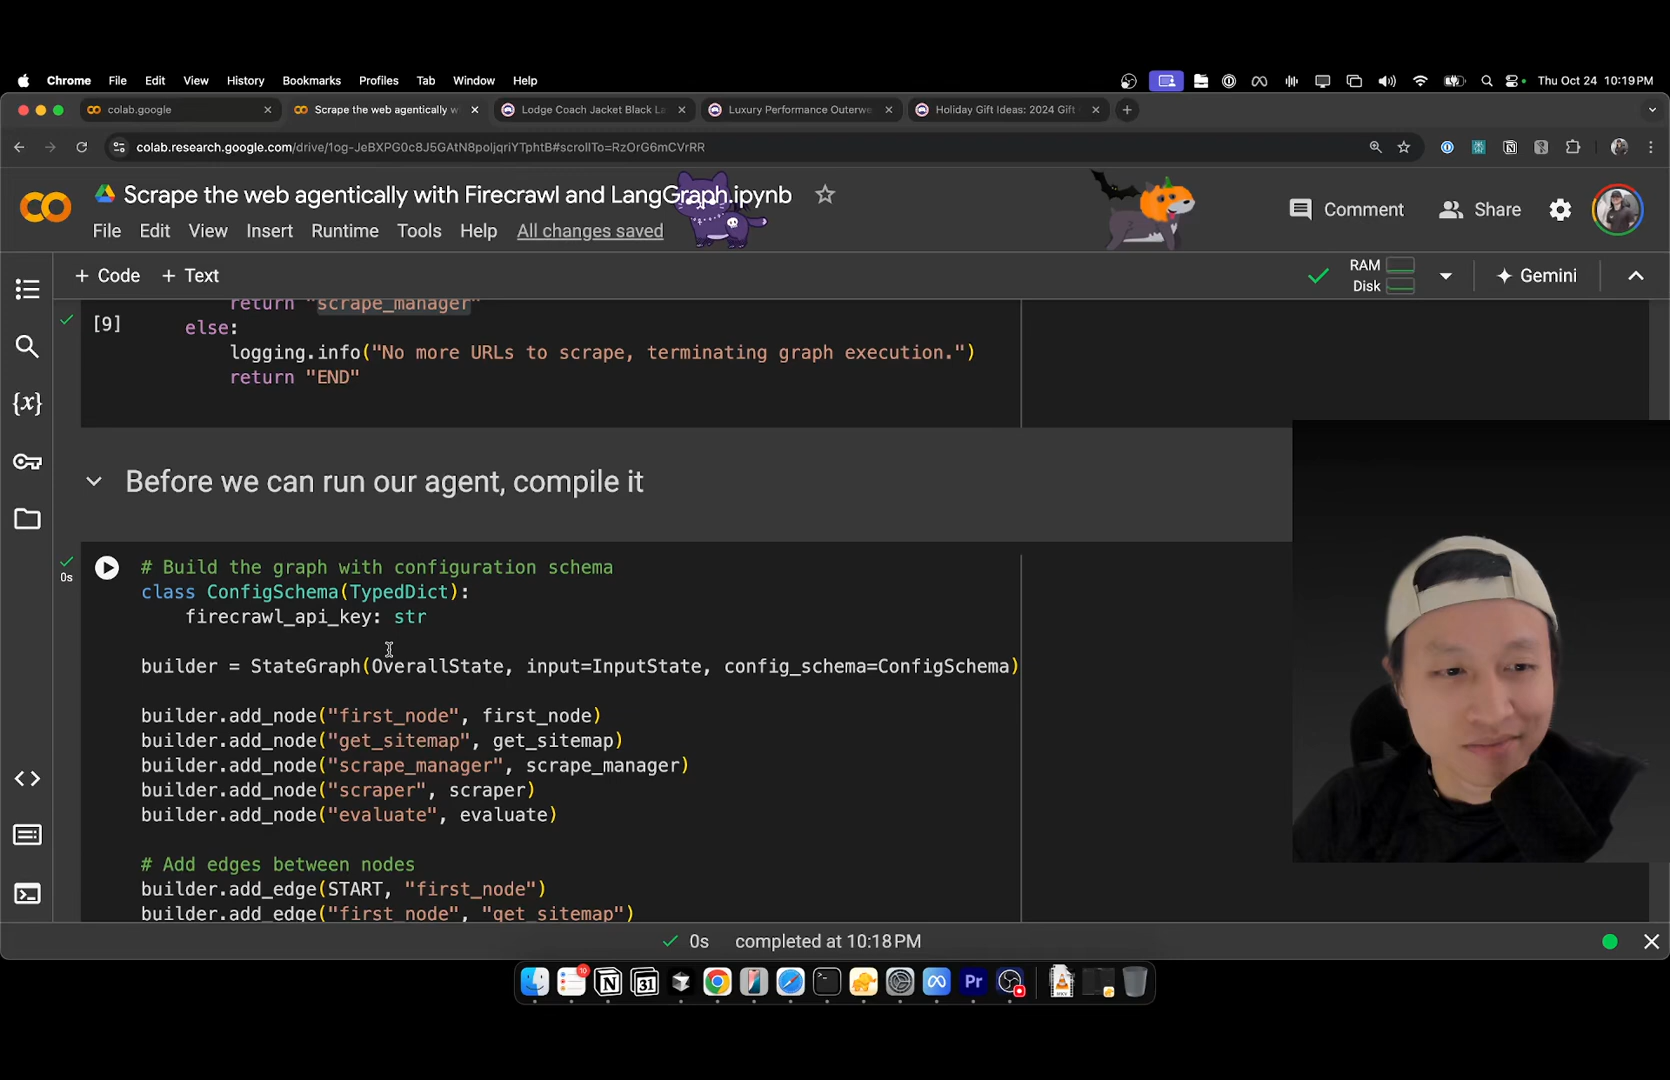 Chrome File Edit View History Bookmarks Profiles Tab Window Help Thu Oct 24 10:19 PM
colab.google Scrape the web agentically w Lodge Coach Jacket Black La Luxury Performance Outerwe Holiday Gift Ideas: 2024 Gift
colab.research.google.com/drive/1og-JeBXPG0c8J5GAtN8poljqriYTphtB#scrollTo=RzOrG6mCVrRR
Scrape the web agentically with Firecrawl and LangGraph.ipynb
Comment Share
File Edit View Insert Runtime Tools Help All changes saved
+ Code + Text
RAM
Disk
Gemini
return "scrape_manager"
[9] else:
logging.info("No more URLs to scrape, terminating graph execution.")
return "END"
Before we can run our agent, compile it
0s
# Build the graph with configuration schema
class ConfigSchema(TypedDict):
firecrawl_api_key: str
builder = StateGraph(OverallState, input=InputState, config_schema=ConfigSchema)
builder.add_node("first_node", first_node)
builder.add_node("get_sitemap", get_sitemap)
builder.add_node("scrape_manager", scrape_manager)
builder.add_node("scraper", scraper)
builder.add_node("evaluate", evaluate)
# Add edges between nodes
builder.add_edge(START, "first_node")
builder.add_edge("first_node", "get_sitemap")
0s completed at 10:18 PM
10
31
Pr